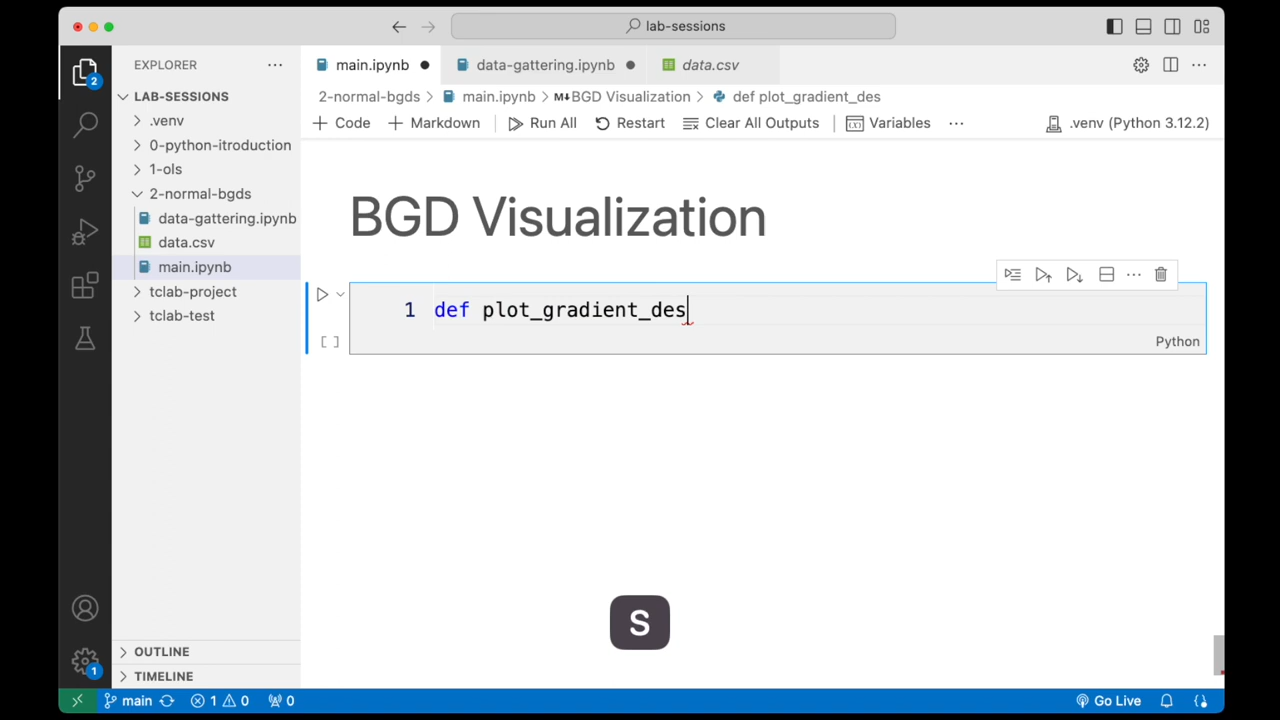 lab-sessions
EXPLORER
main.ipynb
data-gattering.ipynb
data.csv
2
LAB-SESSIONS
2-normal-bgds > main.ipynb > M↓BGD Visualization > def plot_gradient_des
.venv
Code
Markdown
Run All
Restart
Clear All Outputs
Variables
.venv (Python 3.12.2)
0-python-itroduction
1-ols
2-normal-bgds
data-gattering.ipynb
data.csv
main.ipynb
tclab-project
tclab-test
BGD Visualization
1 def plot_gradient_des
[ ]
Python
S
OUTLINE
TIMELINE
1
main
1
0
0
Go Live